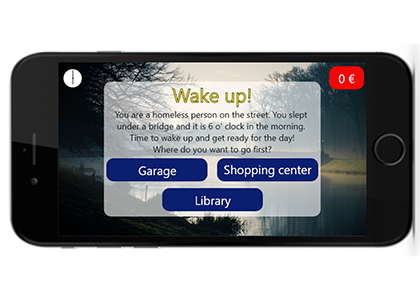 0 €
Wake up!
You are a homeless person on the street. You slept
under a bridge and it is 6 o' clock in the morning.
Time to wake up and get ready for the day!
Where do you want to go first?
Garage
Shopping center
Library